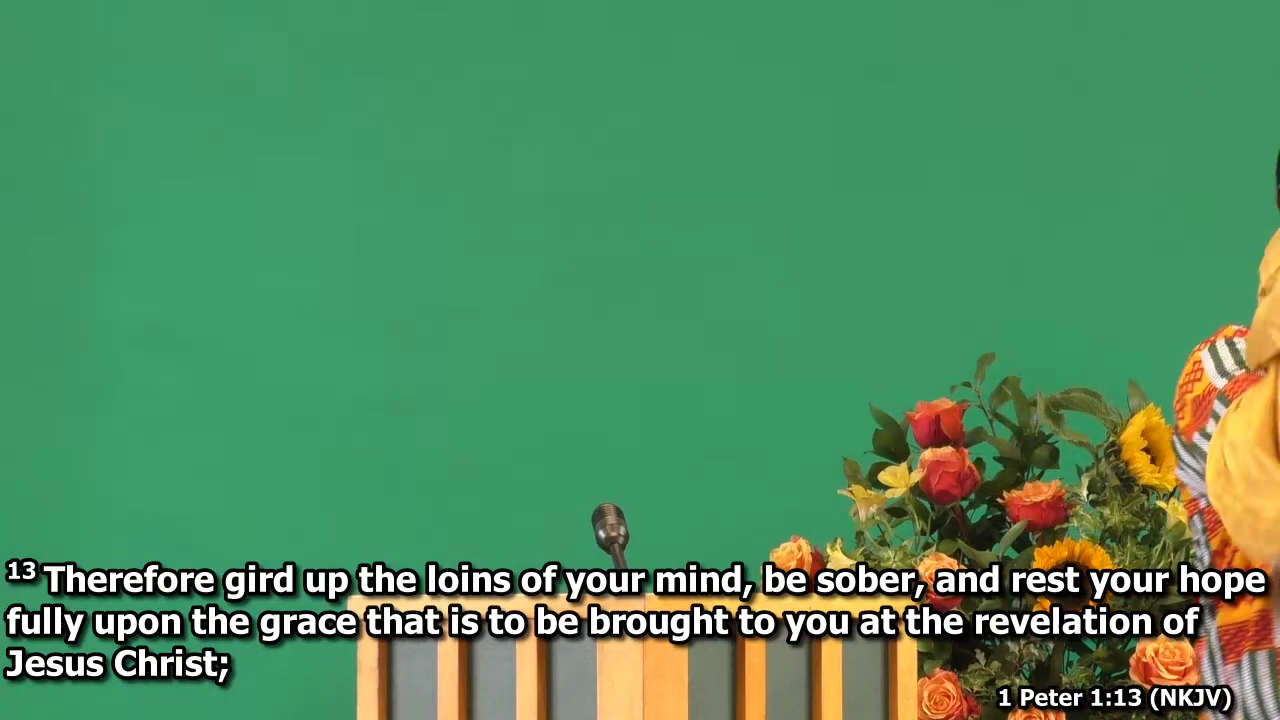 13 Therefore gird up the loins of your mind, be sober, and rest your hope
fully upon the grace that is to be brought to you at the revelation of
Jesus Christ;
1 Peter 1:13 (NKJV)